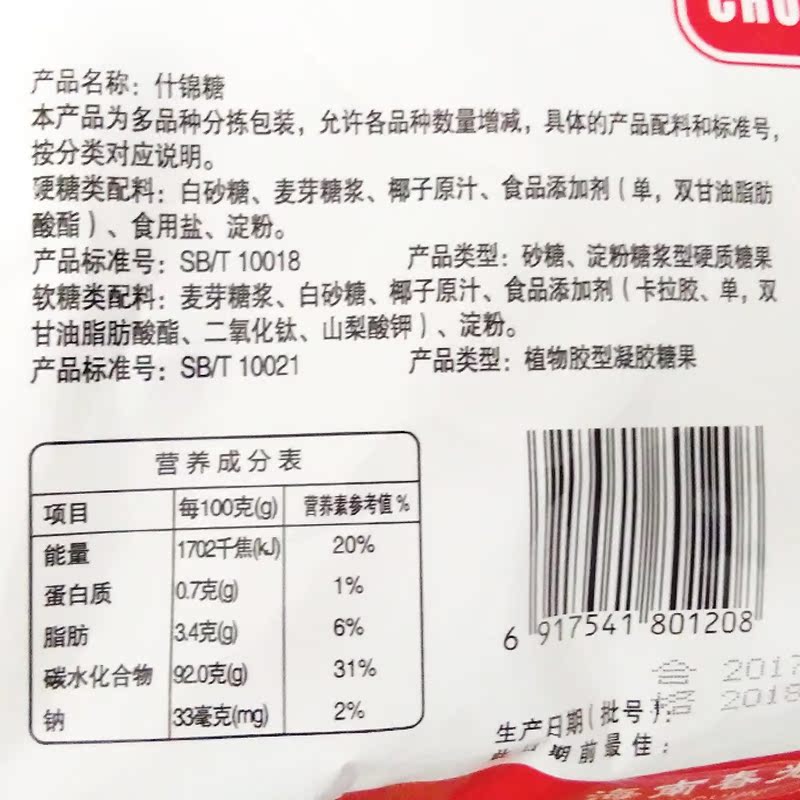 产品名称：什锦糖
本产品为多品种分拣包装，允许各品种数量增减，具体的产品配料和标准号，
按分类对应说明。
硬糖类配料：白砂糖、麦芽糖浆、椰子原汁、食品添加剂（单，双甘油脂肪
酸酯）、食用盐、淀粉。
产品标准号：SB/T 10018 产品类型：砂糖、淀粉糖浆型硬质糖果
软糖类配料：麦芽糖浆、白砂糖、椰子原汁、食品添加剂（卡拉胶、单，双
甘油脂肪酸酯、二氧化钛、山梨酸钾）、淀粉。
产品标准号：SB/T 10021 产品类型：植物胶型凝胶糖果
营养成分表
项目 每100克(g) 营养素参考值%
能量 1702千焦(kJ) 20%
蛋白质 0.7克(g) 1%
脂肪 3.4克(g) 6%
碳水化合物 92.0克(g) 31%
钠 33毫克(mg) 2%
6 917541 801208
合 2017
格 2018
生产日期（批号）：
期前最佳：
海南春光